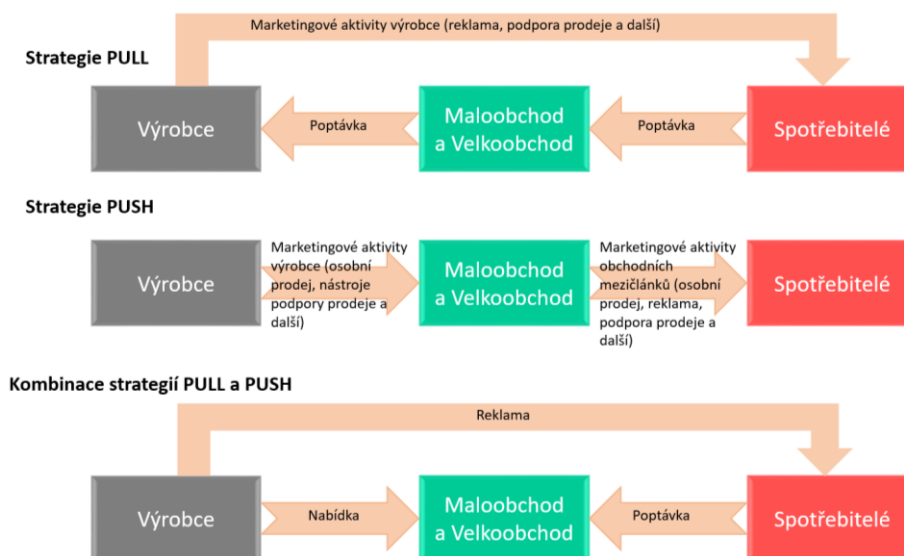 Marketingové aktivity výrobce (reklama, podpora prodeje a další)
Strategie PULL
Výrobce
Poptávka
Maloobchod
a Velkoobchod
Poptávka
Spotřebitelé
Strategie PUSH
Výrobce
Marketingové aktivity
výrobce (osobní
prodej, nástroje
podpory prodeje a
další)
Maloobchod
a Velkoobchod
Marketingové aktivity
obchodních
mezičlánků (osobní
prodej, reklama,
podpora prodeje a
další)
Spotřebitelé
Kombinace strategií PULL a PUSH
Reklama
Výrobce
Nabídka
Maloobchod
a Velkoobchod
Poptávka
Spotřebitelé